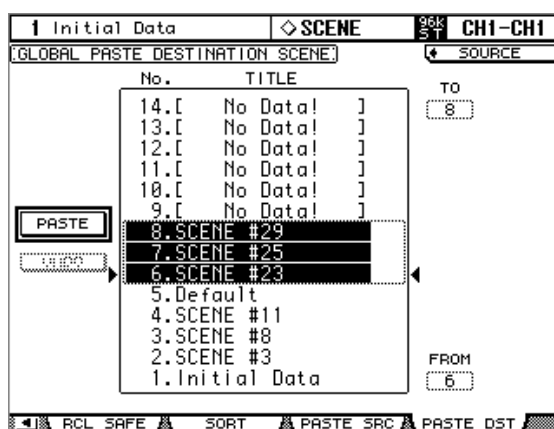 1 Initial Data ◇SCENE 96K ST CH1-CH1
GLOBAL PASTE DESTINATION SCENE SOURCE
No. TITLE
TO
8
14.[ No Data! ]
13.[ No Data! ]
12.[ No Data! ]
11.[ No Data! ]
10.[ No Data! ]
9.[ No Data! ]
PASTE
8.SCENE #29
7.SCENE #25
UNDO
6.SCENE #23
5.Default
4.SCENE #11
3.SCENE #8
2.SCENE #3
1.Initial Data
FROM
6
RCL SAFE SORT PASTE SRC PASTE DST